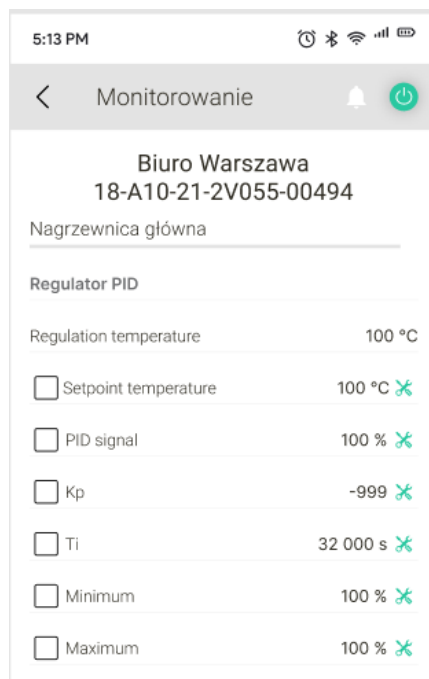 5:13 PM
Monitorowanie
Biuro Warszawa
18-A10-21-2V055-00494
Nagrzewnica główna
Regulator PID
Regulation temperature 100 °C
Setpoint temperature 100 °C
PID signal 100 %
Kp -999
Ti 32 000 s
Minimum 100 %
Maximum 100 %